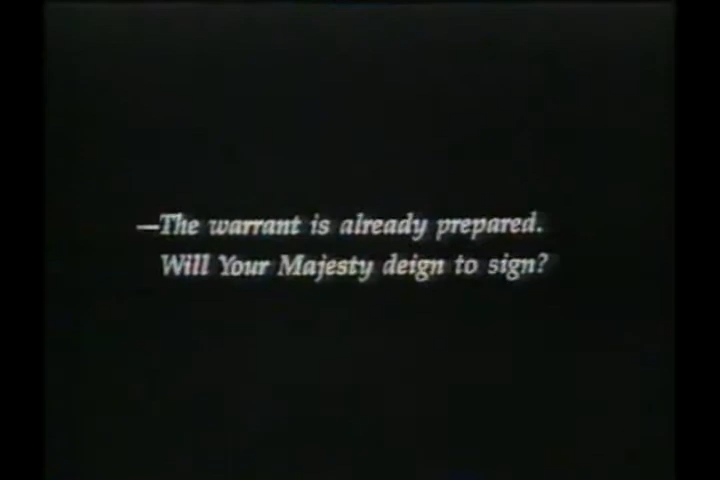 —The warrant is already prepared.
Will Your Majesty deign to sign?